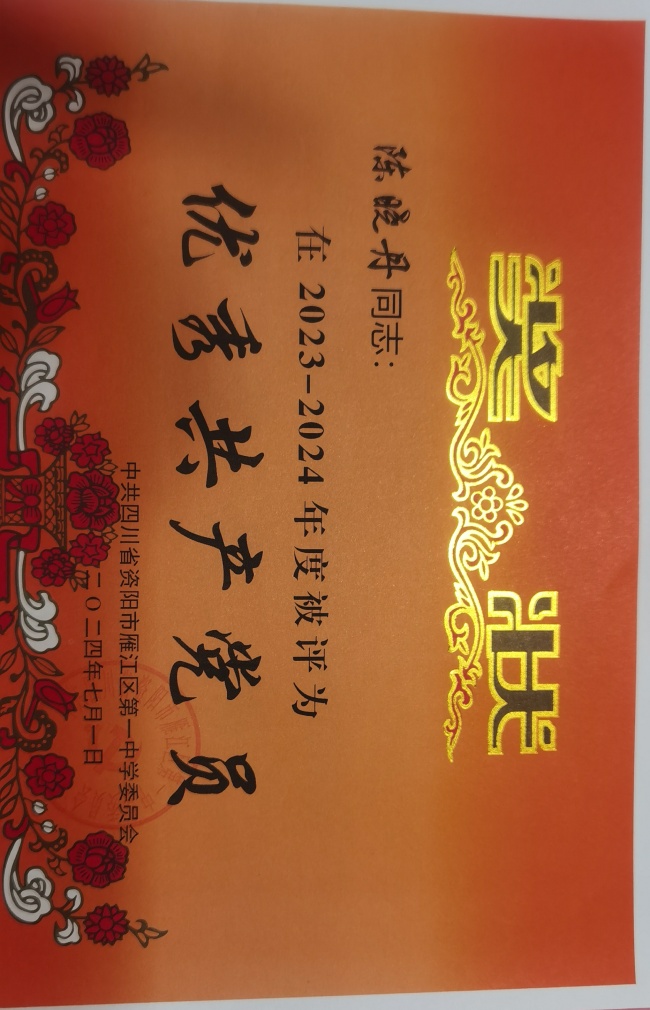 奖状
陈晓丹同志：
在2023-2024年度被评为
优秀共产党员
中共四川省资阳市雁江区第一中学委员会
二〇二四年七月一日